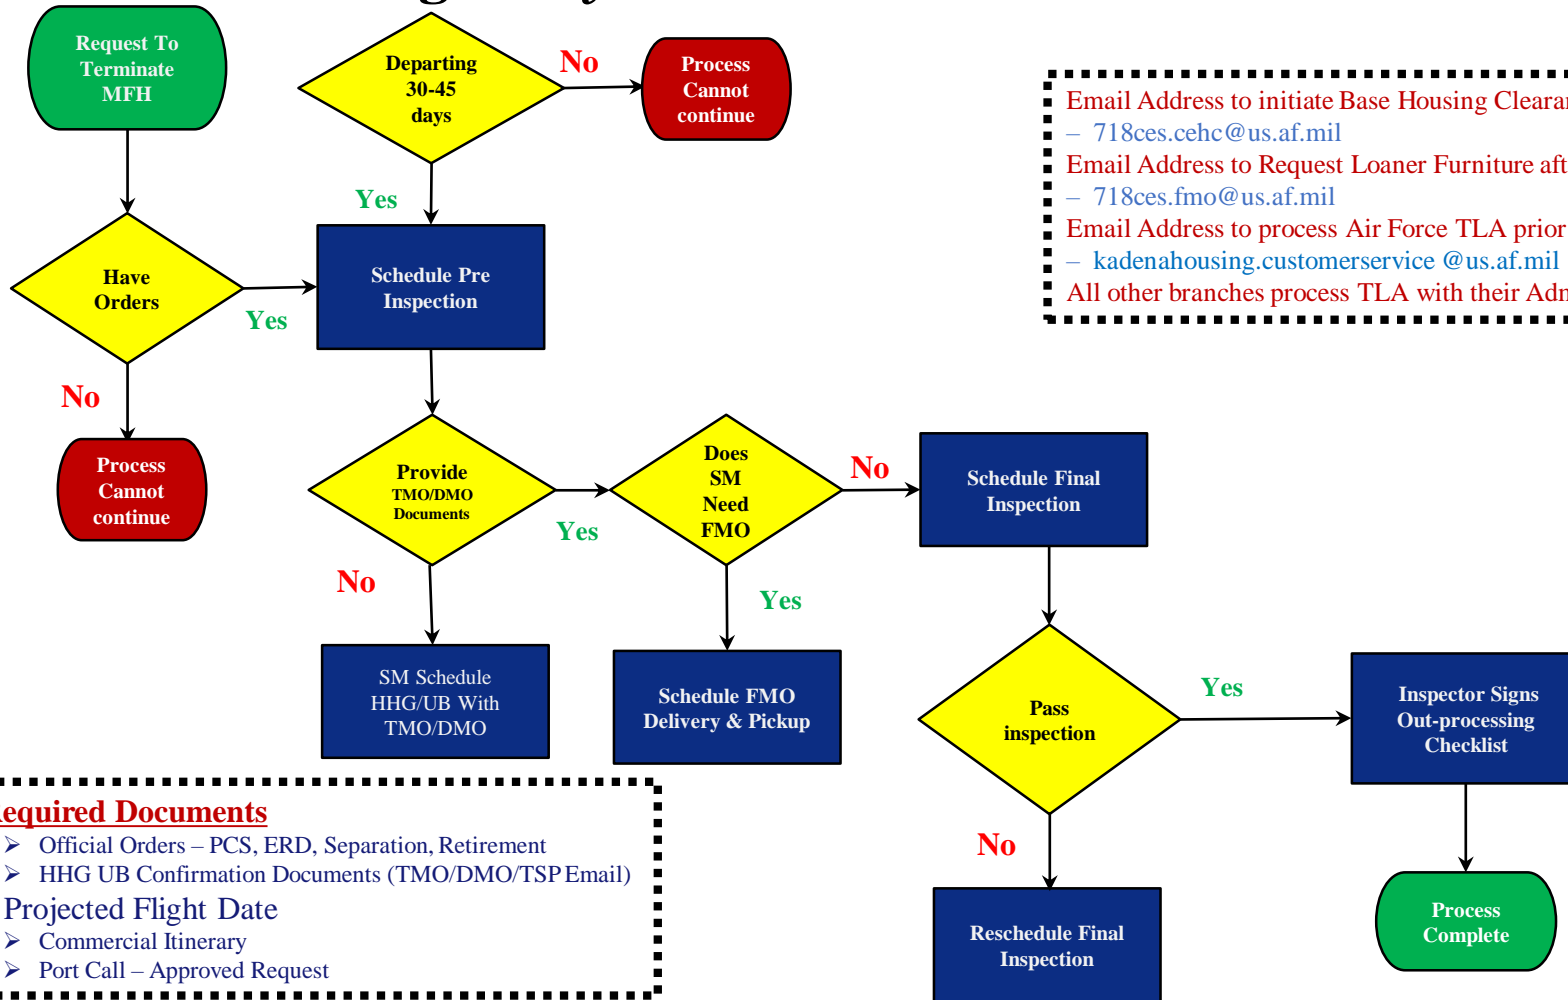 Request To
Terminate
MFH
Departing
30-45
days
No
Process
Cannot
continue
Yes
Have
Orders
Yes
Schedule Pre
Inspection
No
Process
Cannot
continue
Provide
TMO/DMO
Documents
Yes
No
Does
SM
Need
FMO
No
Yes
Schedule Final
Inspection
SM Schedule
HHG/UB With
TMO/DMO
Schedule FMO
Delivery & Pickup
Pass
inspection
Yes
Inspector Signs
Out-processing
Checklist
No
Reschedule Final
Inspection
Process
Complete
Email Address to initiate Base Housing
– 718ces.cehc@us.af.mil
Email Address to Request Loaner Furniture
– 718ces.fmo@us.af.mil
Email Address to process Air Force TLA prior
– kadenahousing.customerservice @us.af.mil
All other branches process TLA with their
Required Documents
➢ Official Orders – PCS, ERD, Separation, Retirement
➢ HHG UB Confirmation Documents (TMO/DMO/TSP Email)
Projected Flight Date
➢ Commercial Itinerary
➢ Port Call – Approved Request